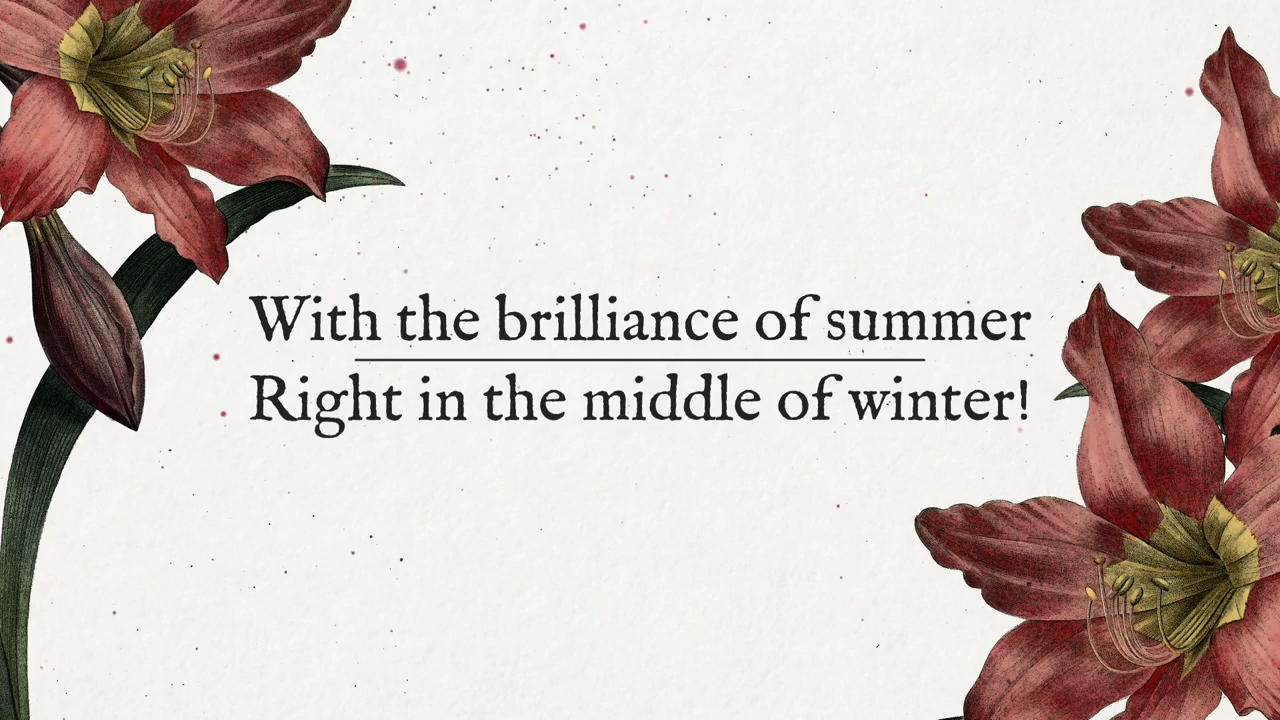 With the brilliance of summer
Right in the middle of winter!